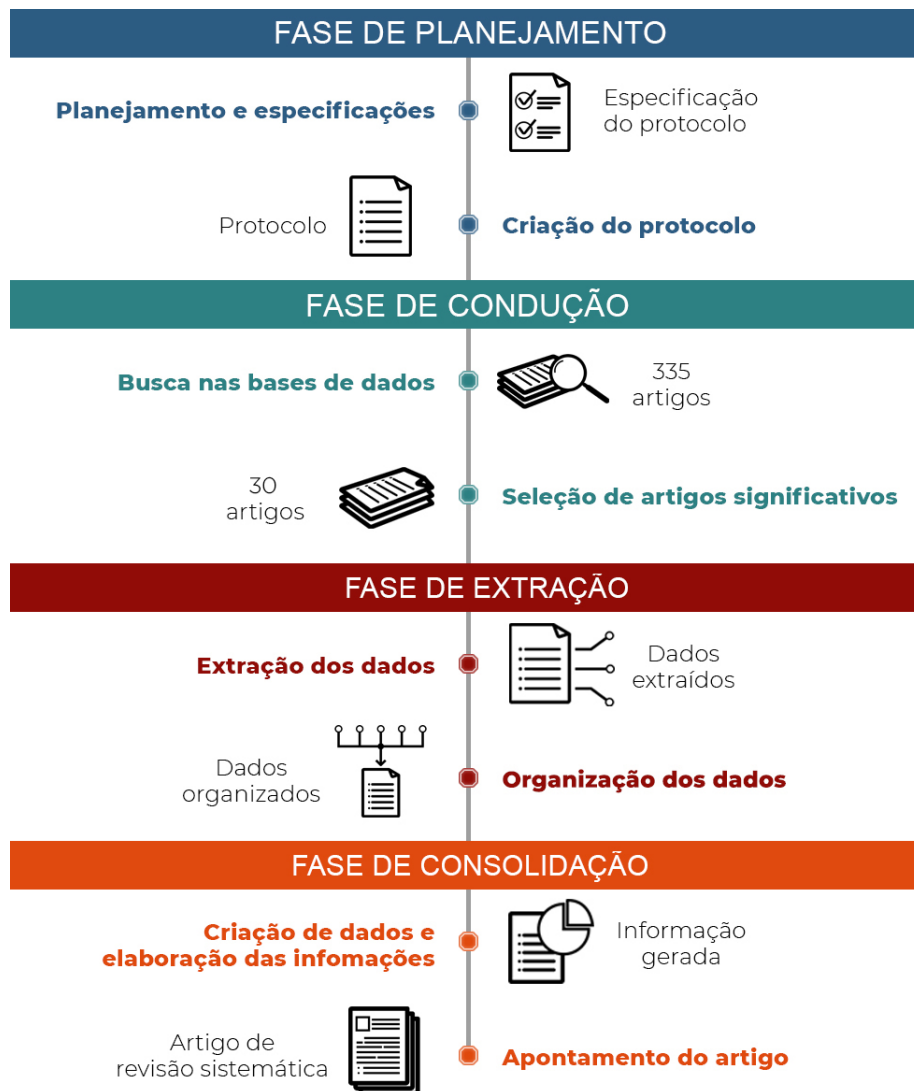 FASE DE PLANEJAMENTO
Planejamento e especificações
Especificação
do protocolo
Protocolo
Criação do protocolo
FASE DE CONDUÇÃO
Busca nas bases de dados
335
artigos
30
artigos
Seleção de artigos significativos
FASE DE EXTRAÇÃO
Extração dos dados
Dados
extraídos
Dados
organizados
Organização dos dados
FASE DE CONSOLIDAÇÃO
Criação de dados e
elaboração das infomações
Informação
gerada
Artigo de
revisão sistemática
Apontamento do artigo